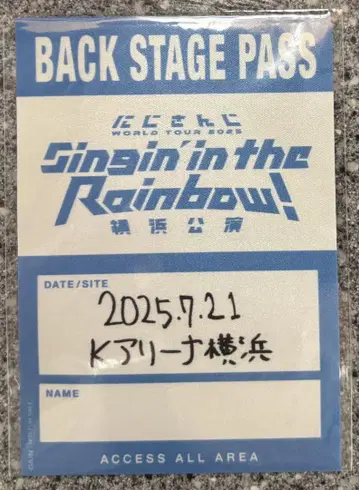 BACK STAGE PASS
にじさんじ
WORLD TOUR 2025
Singin' in the
Rainbow!
横浜公演
DATE/SITE
2025.7.21
Kアリーナ横浜
NAME
ACCESS ALL AREA